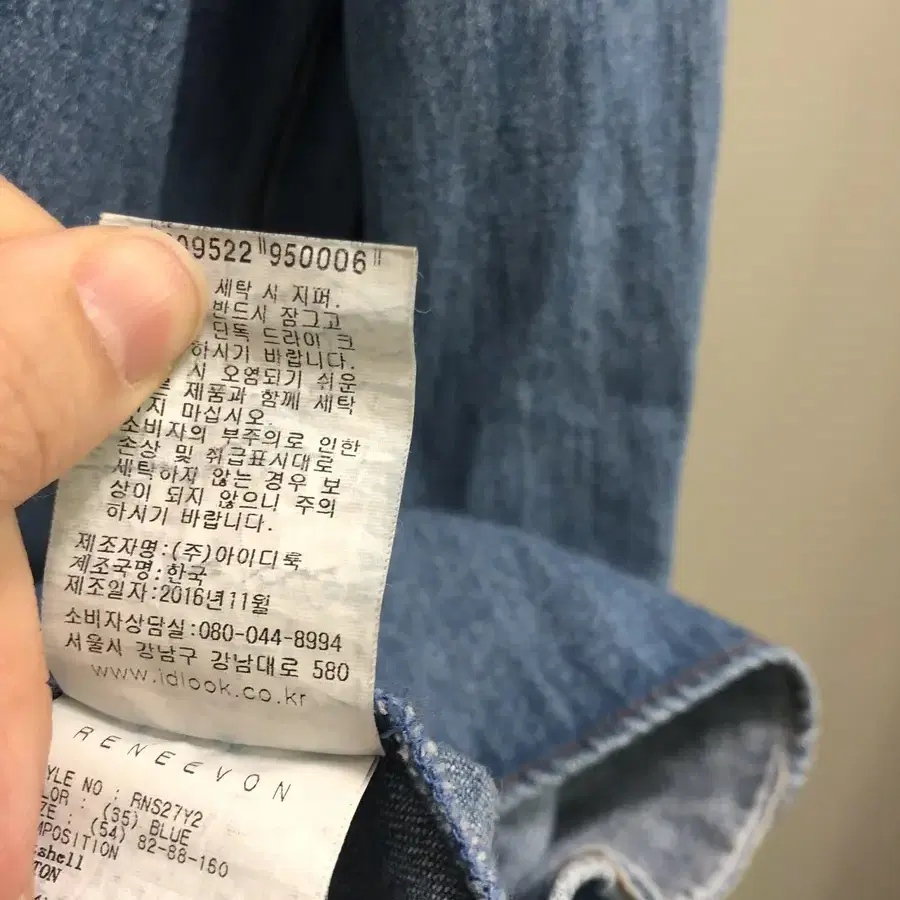 09522"950006"
세탁 시 지퍼.
반드시 잠그고
단독 드라이 크
하시기 바랍니다.
시 오염되기 쉬운
제품과 함께 세탁
마십시오.
소비자의 부주의로 인한
손상 및 취급표시대로
세탁하지 않는 경우 보
상이 되지 않으니 주의
하시기 바랍니다.
제조자명:(주)아이디룩
제조국명:한국
제조일자:2016년11월
소비자상담실:080-044-8994
서울시 강남구 강남대로 580
www.idlook.co.kr
RENEEVON
YLE NO : RNS27Y2
LOR : (35) BLUE
ZE : (54) 82-88-160
MPOSITION
shell
TON